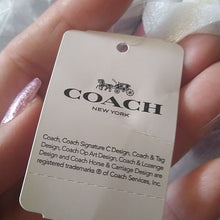 COACH
NEW YORK
Coach, Coach Signature C Design, Coach & Tag
Design, Coach Op Art Design, Coach & Lozenge
Design and Coach Horse & Carriage Design are
registered trademarks ® of Coach Services, Inc.